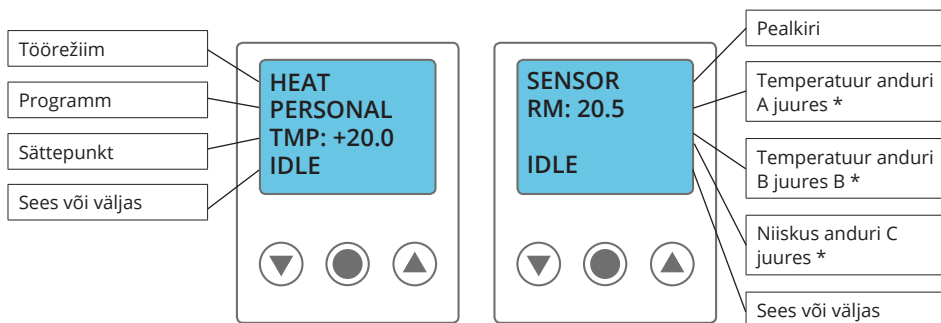 Töörežiim
Programm
Sättepunkt
Sees või väljas
HEAT
PERSONAL
TMP: +20.0
IDLE
SENSOR
RM: 20.5
IDLE
Pealkiri
Temperatuur anduri
A juures *
Temperatuur anduri
B juures B *
Niiskus anduri C
juures *
Sees või väljas